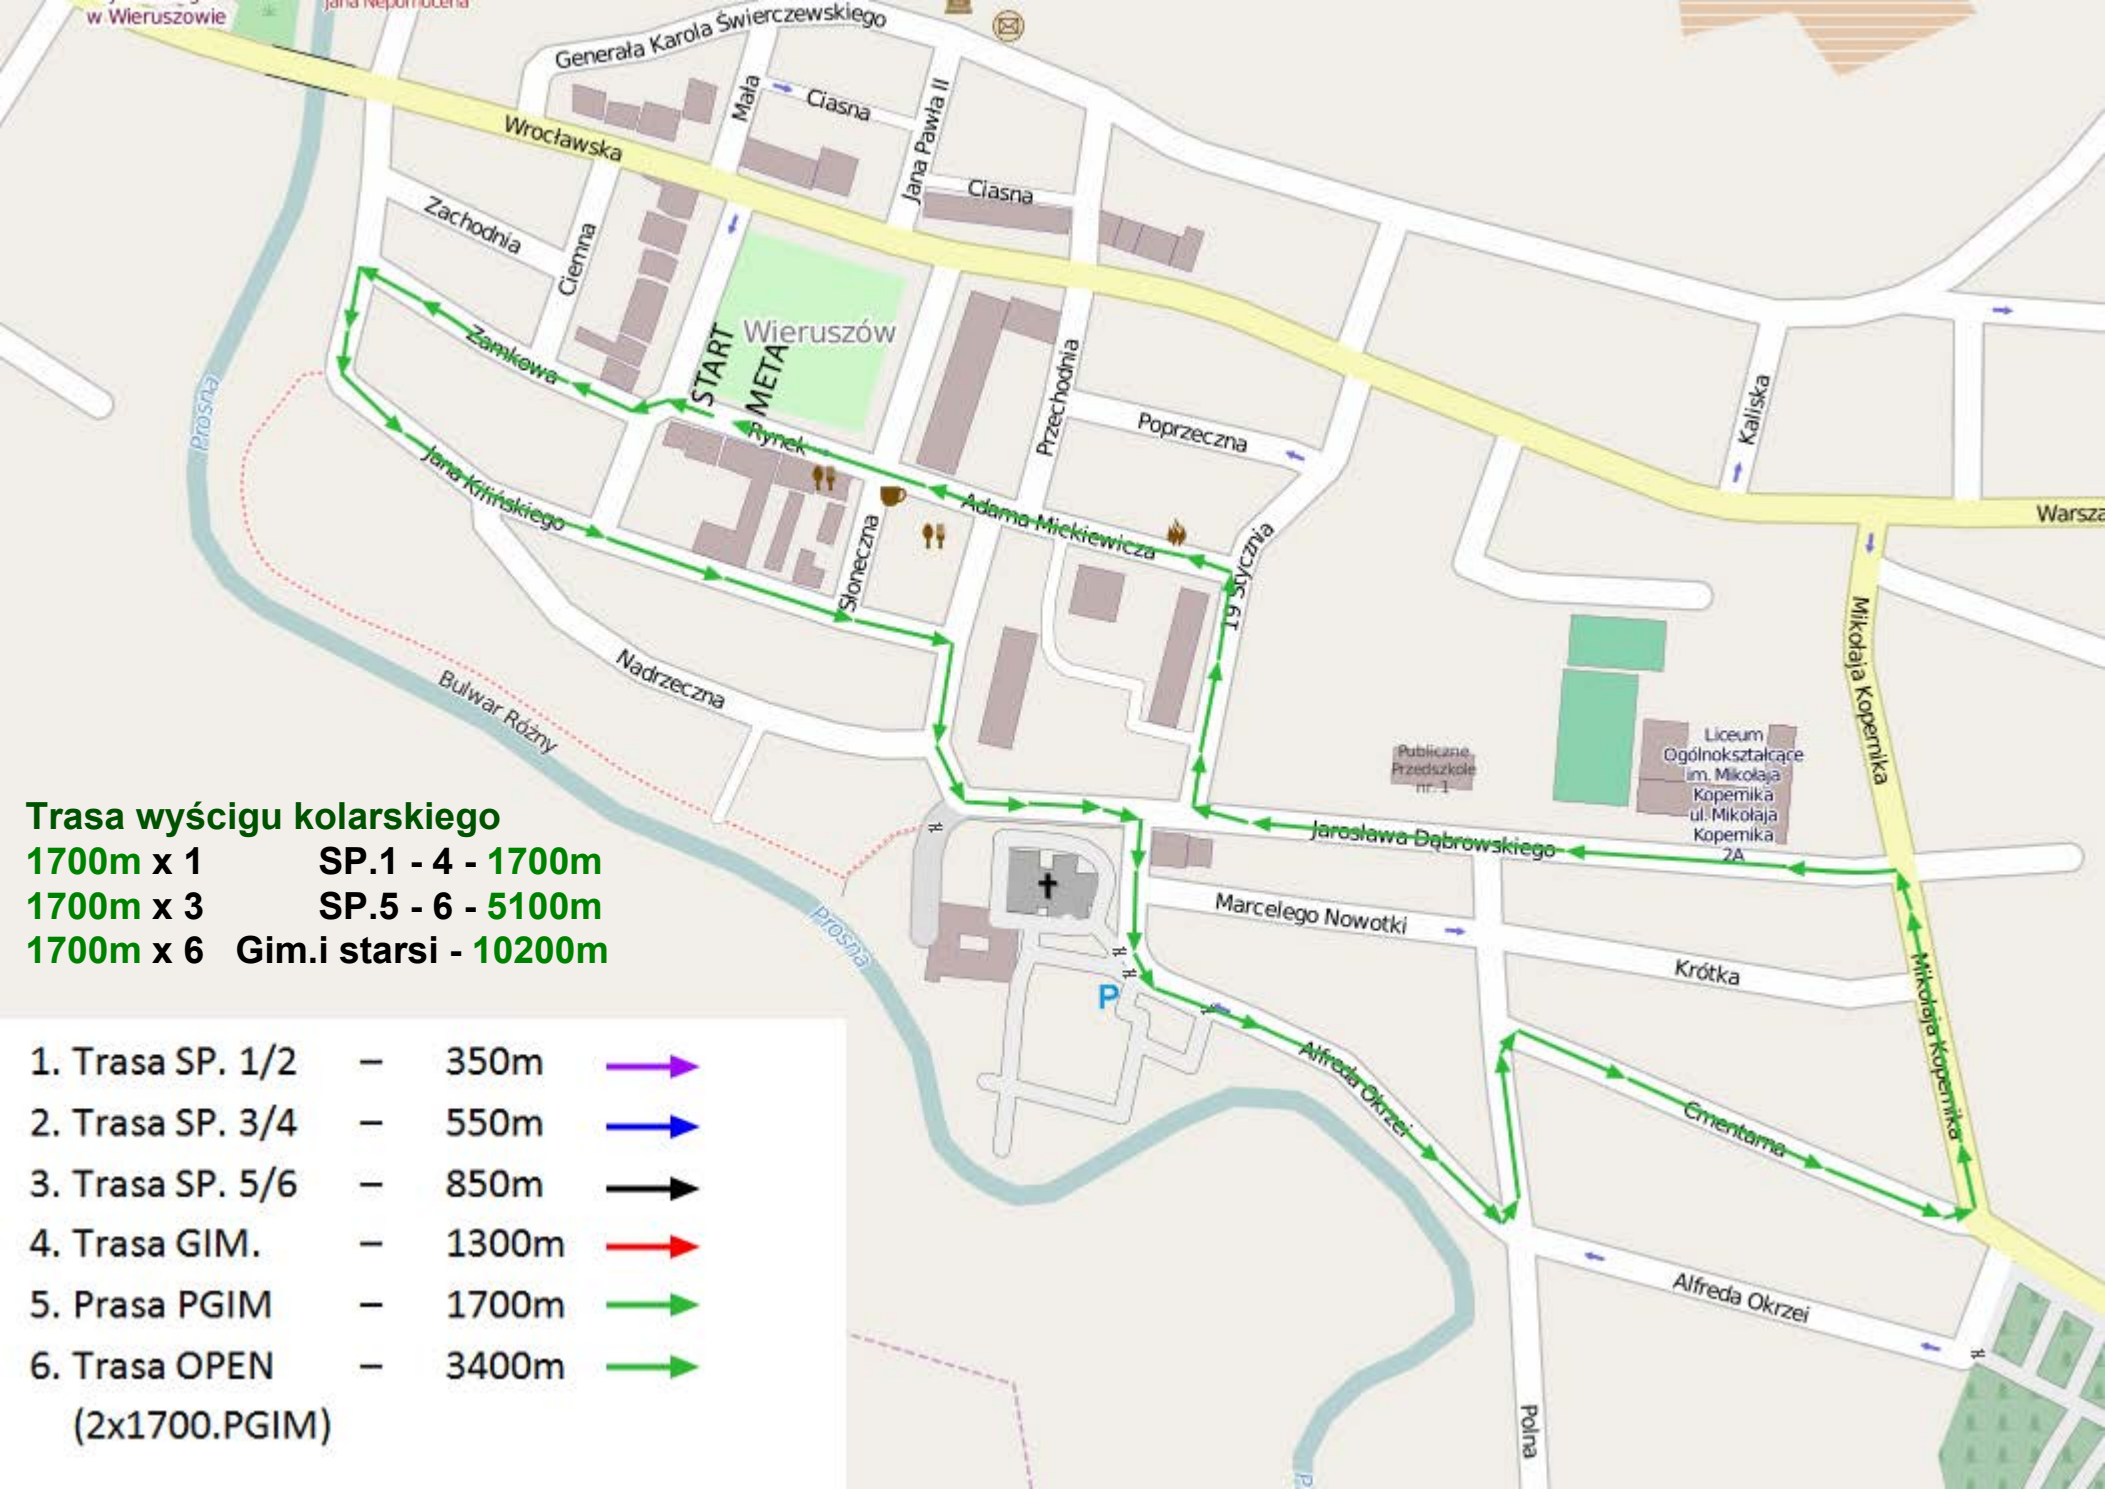 w Wieruszowie
Jana Nepomucena
Generała Karola Świerczewskiego
Mała
Ciasna
Jana Pawła II
Wrocławska
Ciasna
Zachodnia
Ciemna
Wieruszów
START
META
Zamkowa
Rynek
Przechodnia
Poprzeczna
Kaliska
Prosna
Jana Kilińskiego
Adama Mickiewicza
Słoneczna
19 Stycznia
Warsza
Mikołaja Kopernika
Nadrzeczna
Bulwar Różny
Publiczne
Przedszkole
nr. 1
Liceum
Ogólnokształcące
im. Mikołaja
Kopernika
ul. Mikołaja
Kopernika
2A
Jarosława Dąbrowskiego
Trasa wyścigu kolarskiego
1700m x 1 SP.1 - 4 - 1700m
1700m x 3 SP.5 - 6 - 5100m
1700m x 6 Gim.i starsi - 10200m
Prosna
Marcelego Nowotki
Krótka
P
Mikołaja Kopernika
Alfreda Okrzei
Cmentarna
Alfreda Okrzei
Polna
P
1. Trasa SP. 1/2 – 350m
2. Trasa SP. 3/4 – 550m
3. Trasa SP. 5/6 – 850m
4. Trasa GIM. – 1300m
5. Prasa PGIM – 1700m
6. Trasa OPEN – 3400m
(2x1700.PGIM)